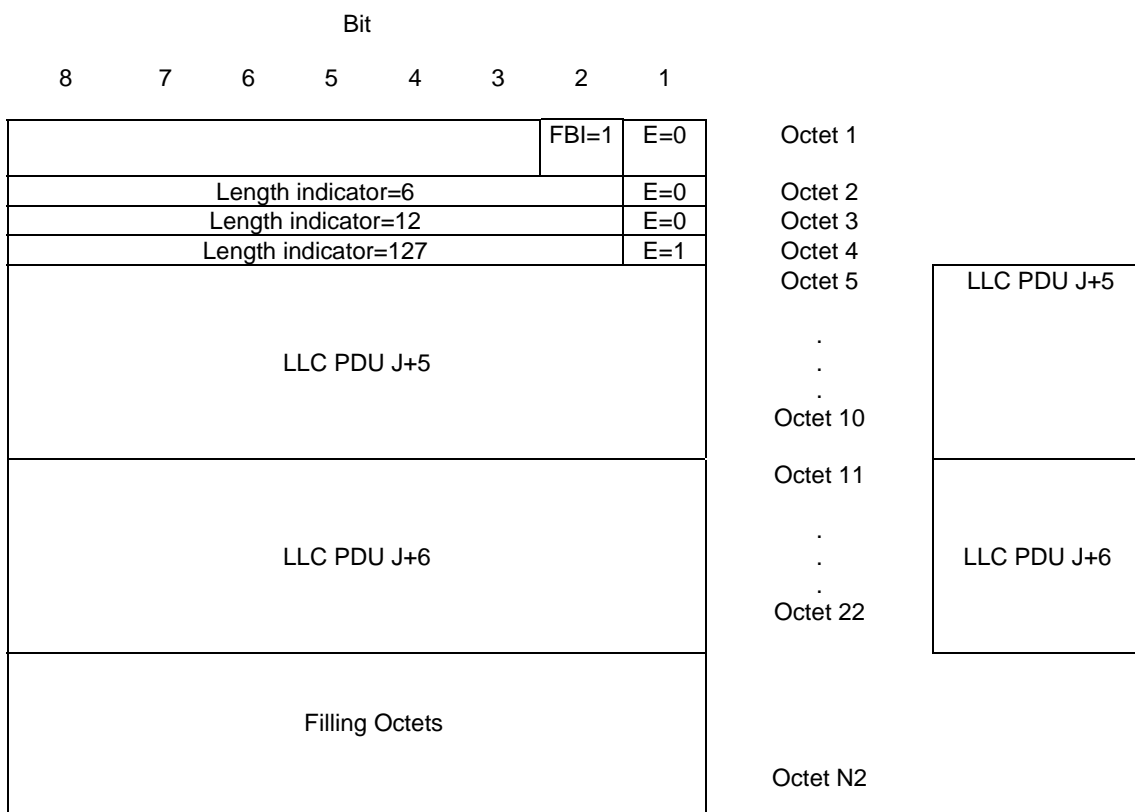 Bit
8 7 6 5 4 3 2 1
FBI=1 E=0 Octet 1
Length indicator=6 E=0 Octet 2
Length indicator=12 E=0 Octet 3
Length indicator=127 E=1 Octet 4
Octet 5 LLC PDU J+5
.
LLC PDU J+5 .
.
Octet 10
Octet 11
.
LLC PDU J+6 . LLC PDU J+6
.
Octet 22
Filling Octets
Octet N2